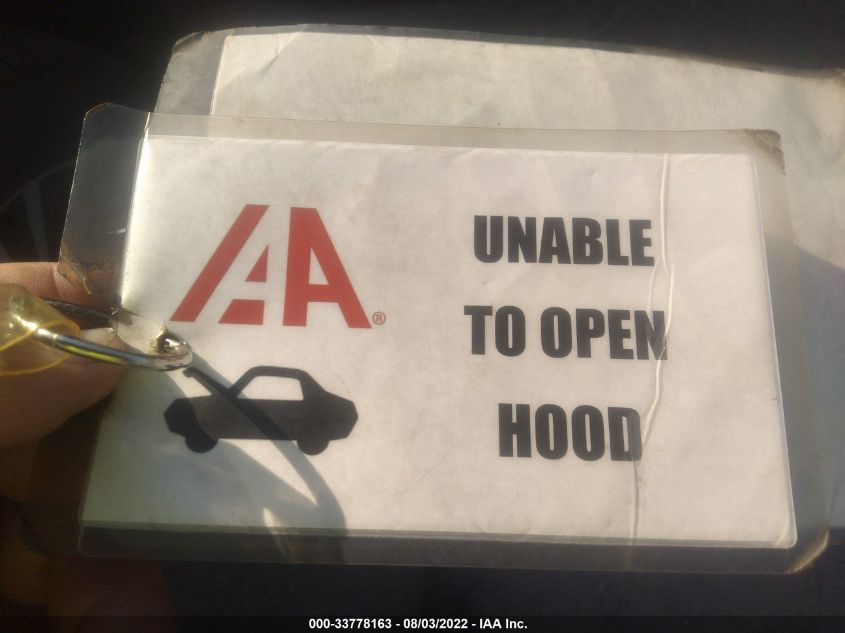 IAA®
UNABLE
TO OPEN
HOOD
000-33778163 - 08/03/2022 - IAA Inc.